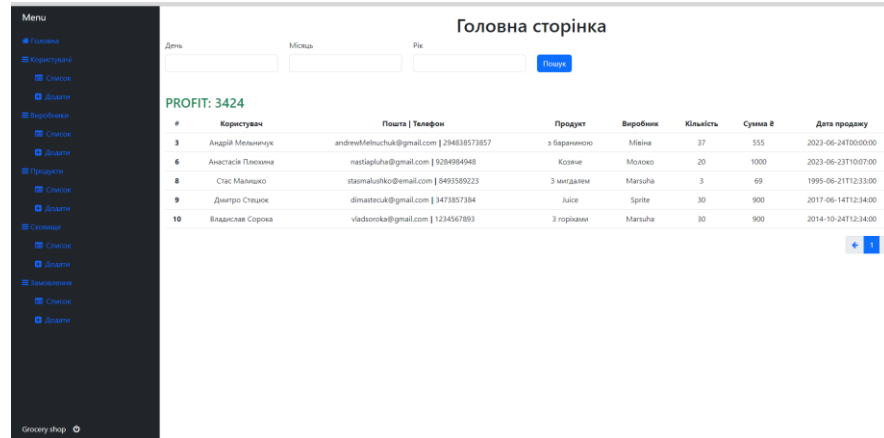 Menu
Головна
Користувачі
Список
Додати
Виробники
Список
Додати
Продукти
Список
Додати
Сховище
Список
Додати
Замовлення
Список
Додати
Grocery shop
Головна сторінка
День Місяць Рік
Пошук
PROFIT: 3424
# Користувач Пошта | Телефон Продукт Виробник Кількість Сумма ₴ Дата продажу
3 Андрій Мельничук andrewMelnuchuk@gmail.com | 294838573857 з бараниною Мівіна 37 555 2023-06-24T00:00:00
6 Анастасія Плюхина nastiapluha@gmail.com | 9284984948 Козяче Молоко 20 1000 2023-06-23T10:07:00
8 Стас Малишко stasmalushko@email.com | 8493589223 З мигдалем Marsuha 3 69 1995-06-21T12:33:00
9 Дмитро Стецюк dimastecuk@gmail.com | 3473857384 Juice Sprite 30 900 2017-06-14T12:34:00
10 Владислав Сорока vladsoroka@gmail.com | 1234567893 З горіхами Marsuha 30 900 2014-10-24T12:34:00
1